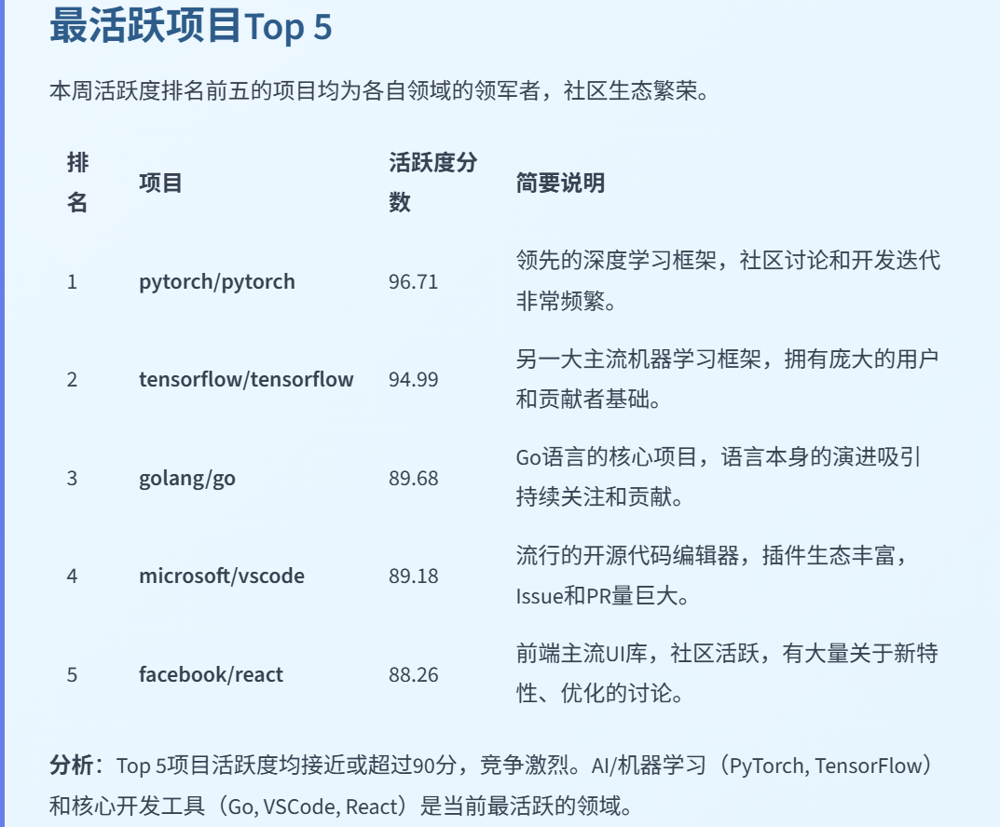 最活跃项目Top 5
本周活跃度排名前五的项目均为各自领域的领军者，社区生态繁荣。
排名 项目 活跃度分数 简要说明
1 pytorch/pytorch 96.71 领先的深度学习框架，社区讨论和开发迭代
非常频繁。
2 tensorflow/tensorflow 94.99 另一大主流机器学习框架，拥有庞大的用户
和贡献者基础。
3 golang/go 89.68 Go语言的核心项目，语言本身的演进吸引
持续关注和贡献。
4 microsoft/vscode 89.18 流行的开源代码编辑器，插件生态丰富，
Issue和PR量巨大。
5 facebook/react 88.26 前端主流UI库，社区活跃，有大量关于新特
性、优化的讨论。
分析：Top 5项目活跃度均接近或超过90分，竞争激烈。AI/机器学习（PyTorch, TensorFlow）
和核心开发工具（Go, VSCode, React）是当前最活跃的领域。